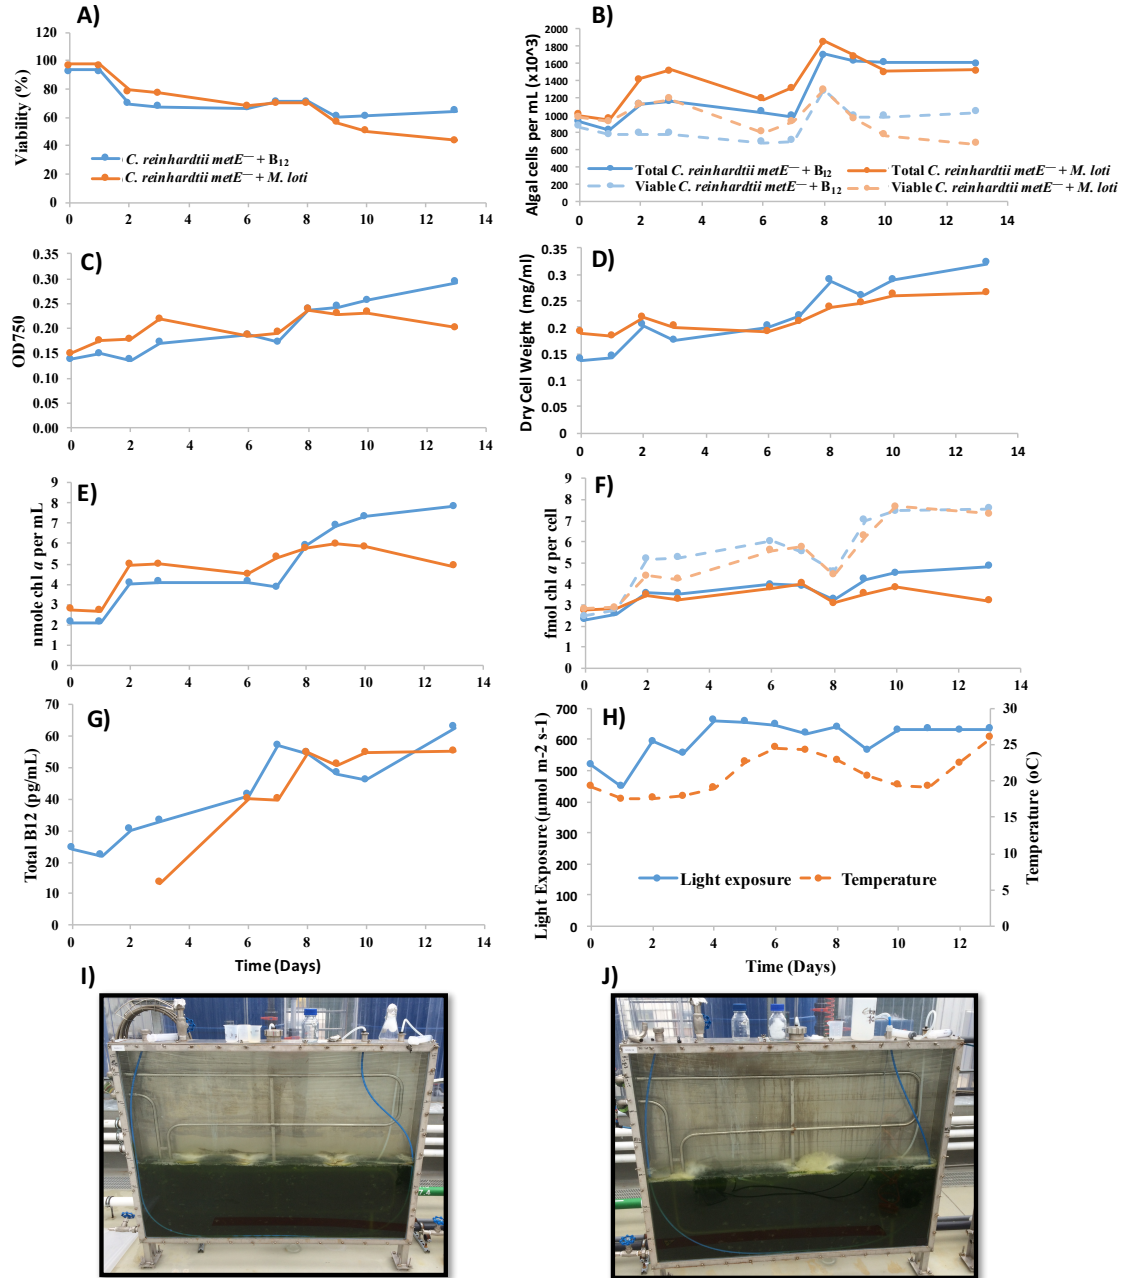 A)
Viability (%)
120
100
80
60
40
20
0
C. reinhardtii metE— + B12
C. reinhardtii metE— + M. loti
0 2 4 6 8 10 12 14
B)
Algal cells per mL (x10^3)
2000
1800
1600
1400
1200
1000
800
600
400
200
0
Total C. reinhardtii metE— + B12
Total C. reinhardtii metE— + M. loti
Viable C. reinhardtii metE— + B12
Viable C. reinhardtii metE— + M. loti
0 2 4 6 8 10 12 14
C)
OD750
0.35
0.30
0.25
0.20
0.15
0.10
0.05
0.00
0 2 4 6 8 10 12 14
D)
Dry Cell Weight (mg/ml)
0.35
0.3
0.25
0.2
0.15
0.1
0.05
0
0 2 4 6 8 10 12 14
E)
nmole chl a per mL
9
8
7
6
5
4
3
2
1
0
0 2 4 6 8 10 12 14
F)
fmol chl a per cell
9
8
7
6
5
4
3
2
1
0
0 2 4 6 8 10 12 14
G)
Total B12 (pg/mL)
70
60
50
40
30
20
10
0
0 2 4 6 8 10 12 14
Time (Days)
H)
Light Exposure (µmol m-2 s-1)
700
600
500
400
300
200
100
0
Light exposure
Temperature
30
25
20
15
10
5
0
Temperature (oC)
0 2 4 6 8 10 12
Time (Days)
I)
J)